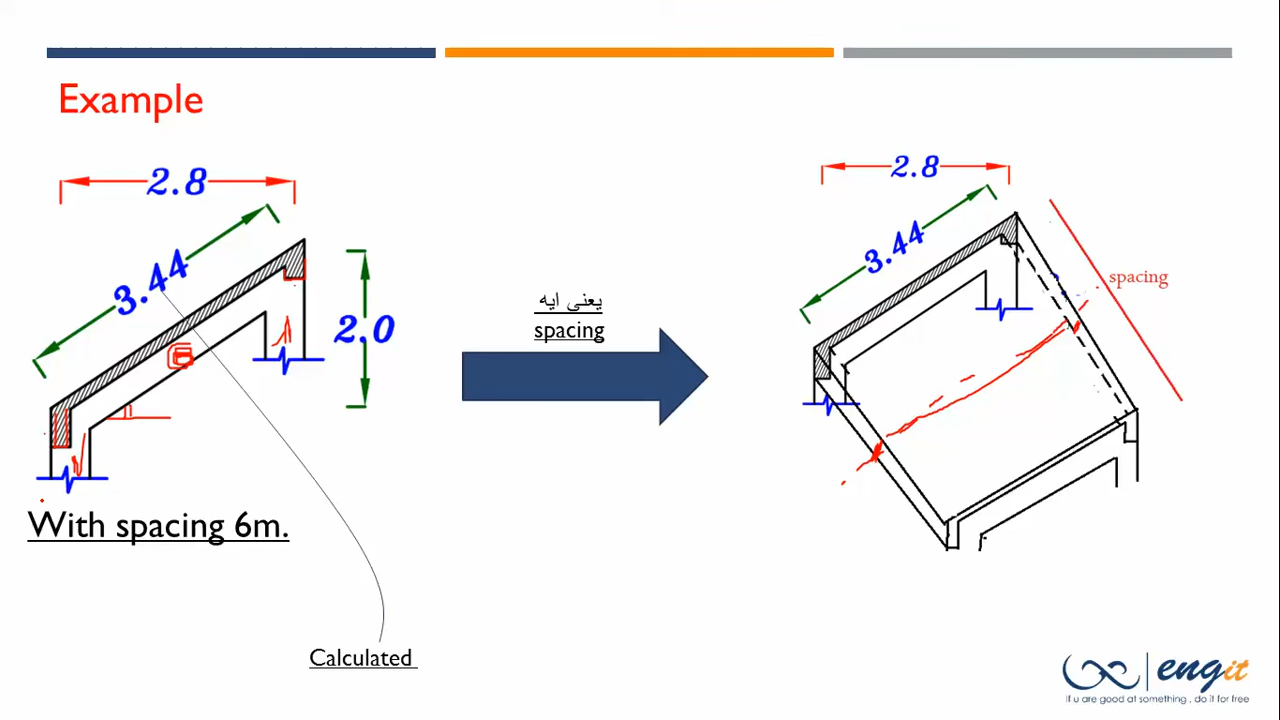 Example
2.8
3.44
2.0
With spacing 6m.
Calculated
يعنى ايه
spacing
2.8
3.44
spacing
engit
if u are good at something , do it for free